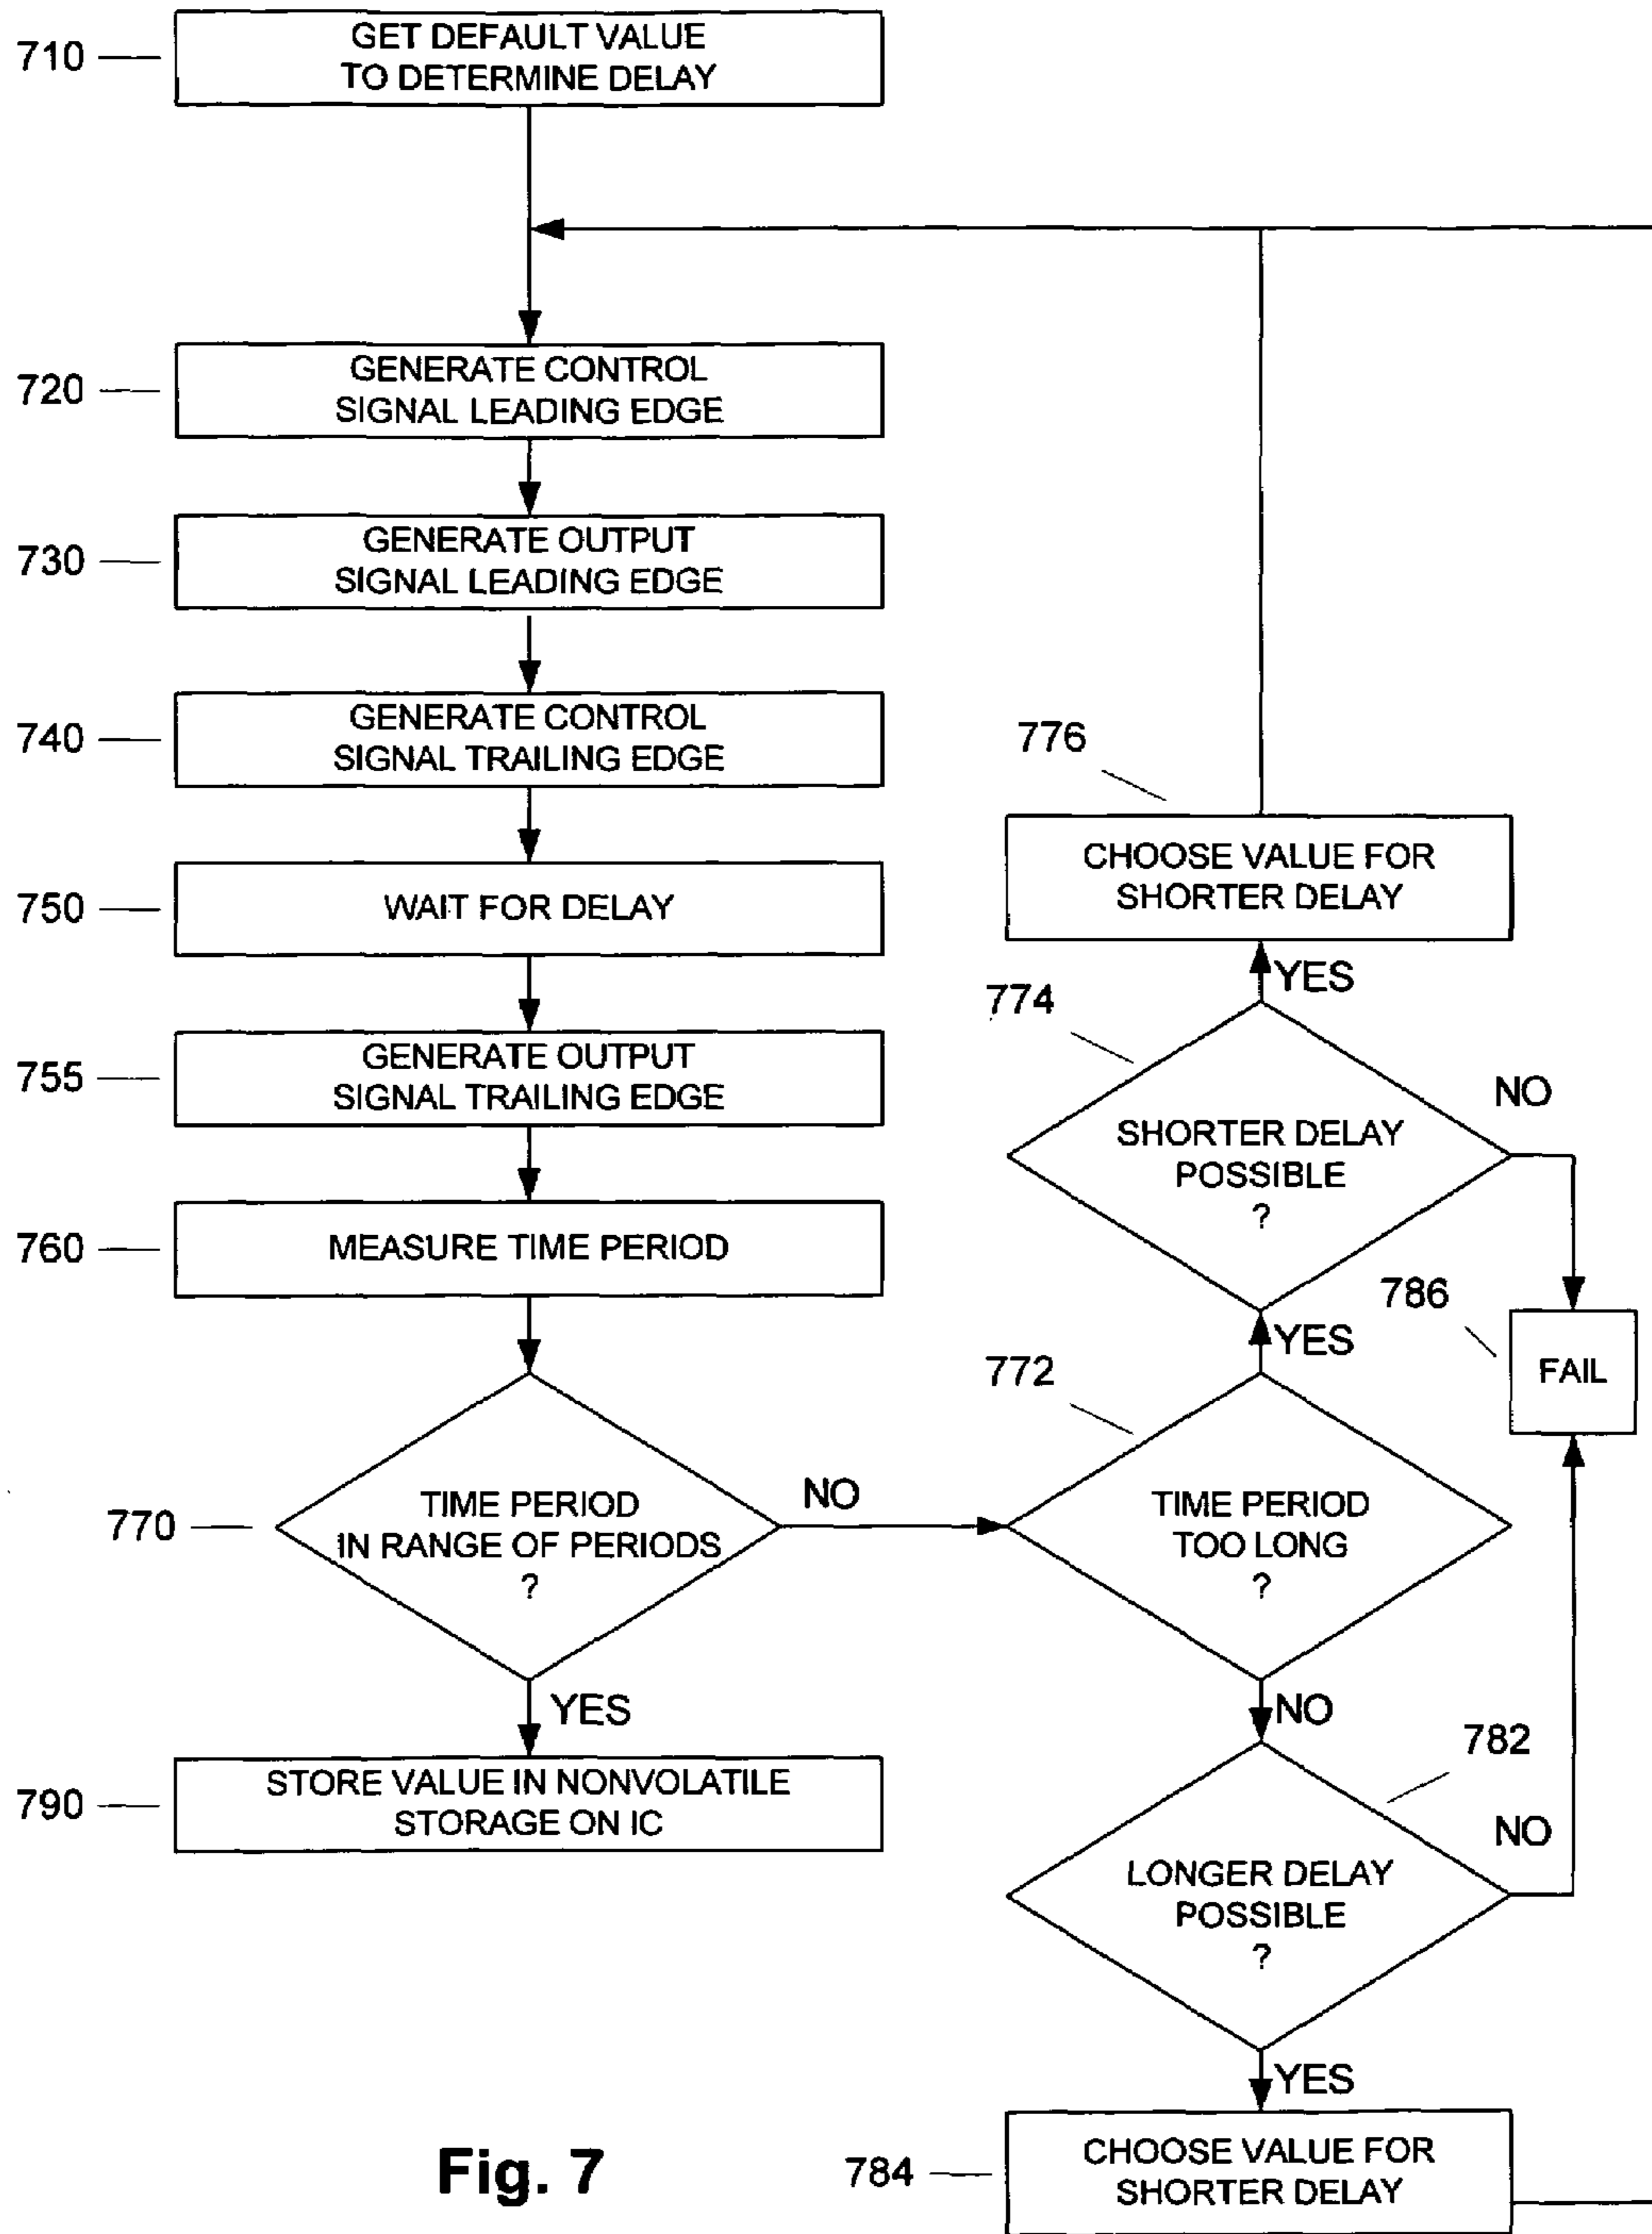 710
GET DEFAULT VALUE
TO DETERMINE DELAY
720
GENERATE CONTROL
SIGNAL LEADING EDGE
730
GENERATE OUTPUT
SIGNAL LEADING EDGE
740
GENERATE CONTROL
SIGNAL TRAILING EDGE
750
WAIT FOR DELAY
755
GENERATE OUTPUT
SIGNAL TRAILING EDGE
760
MEASURE TIME PERIOD
770
TIME PERIOD
IN RANGE OF PERIODS
?
NO
YES
790
STORE VALUE IN NONVOLATILE
STORAGE ON IC
776
CHOOSE VALUE FOR
SHORTER DELAY
YES
774
SHORTER DELAY
POSSIBLE
?
NO
786
FAIL
YES
772
TIME PERIOD
TOO LONG
?
NO
782
LONGER DELAY
POSSIBLE
?
NO
YES
784
CHOOSE VALUE FOR
SHORTER DELAY
Fig. 7